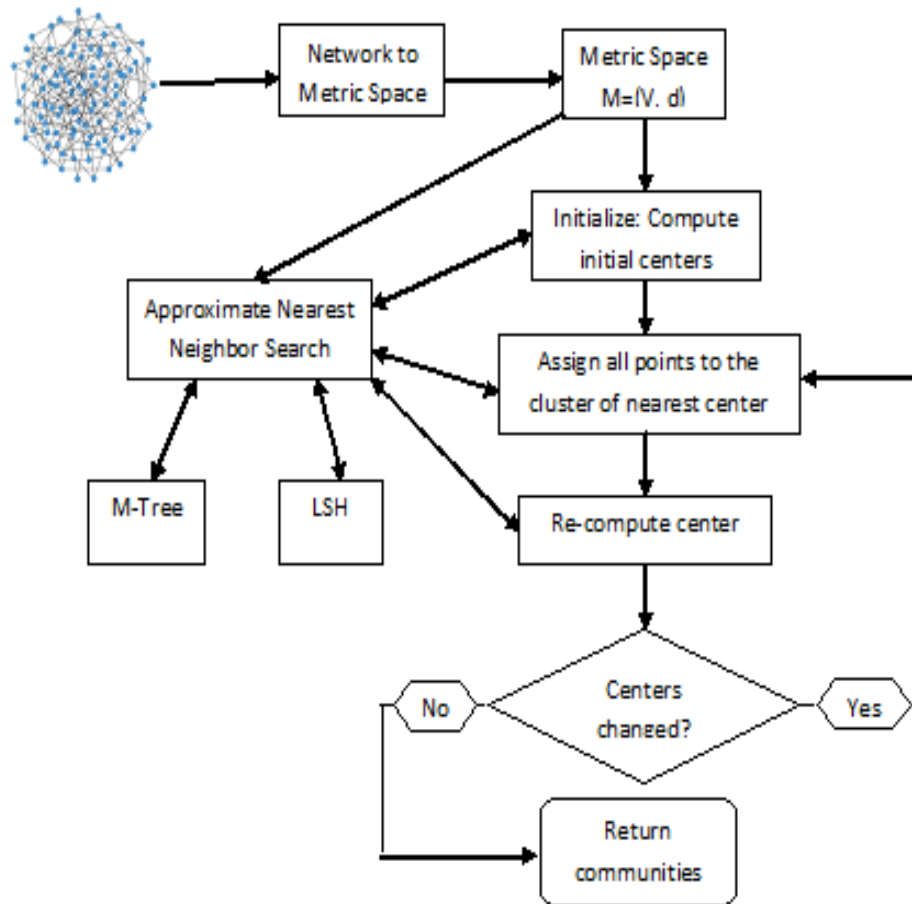 Network to
Metric Space
Metric Space
M=(V, d)
Initialize: Compute
initial centers
Approximate Nearest
Neighbor Search
Assign all points to the
cluster of nearest center
M-Tree
LSH
Re-compute center
Centers
changed?
No
Yes
Return
communities